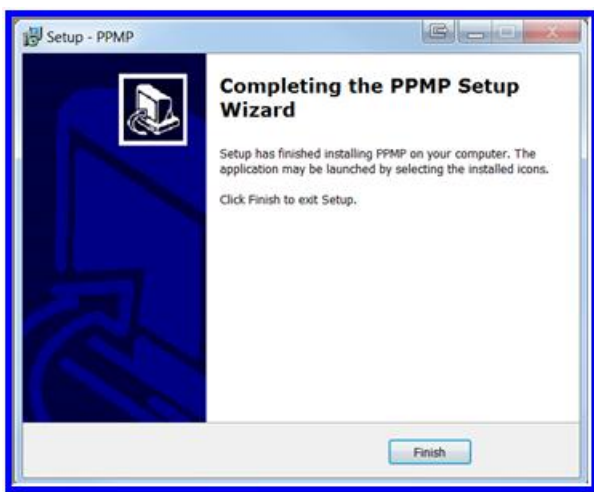 Setup - PPMP
Completing the PPMP Setup
Wizard
Setup has finished installing PPMP on your computer. The
application may be launched by selecting the installed icons.
Click Finish to exit Setup.
Finish